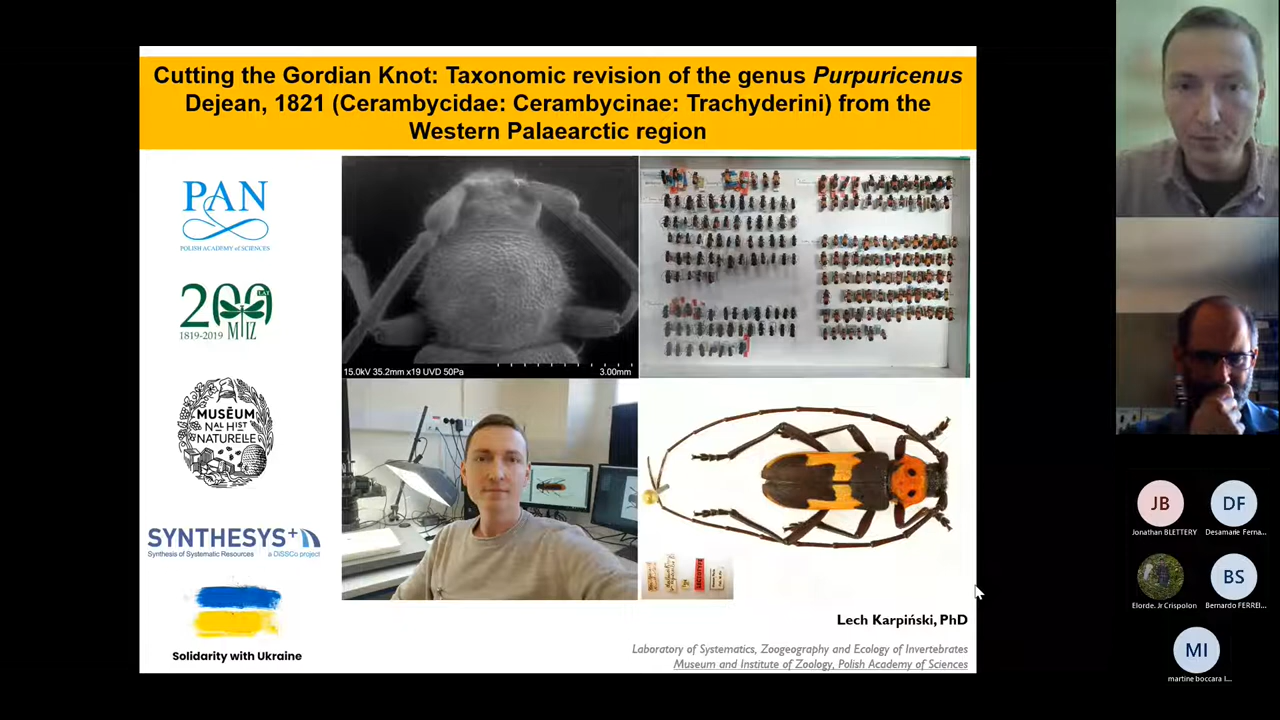 Cutting the Gordian Knot: Taxonomic revision of the genus Purpuricenus
Dejean, 1821 (Cerambycidae: Cerambycinae: Trachyderini) from the
Western Palaearctic region
PAN
POLISH ACADEMY of SCIENCES
200
LAT
1819-2019 MIIZ
MUSÉUM
NAL HIST
NATURELLE
SYNTHESYS+
Synthesis of Systematic Resources a DiSSCo project
Solidarity with Ukraine
15.0kV 35.2mm x19 UVD 50Pa 3.00mm
Lech Karpiński, PhD
Laboratory of Systematics, Zoogeography and Ecology of Invertebrates
Museum and Institute of Zoology, Polish Academy of Sciences
JB DF
Jonathan BLETTERY Desamarie Ferna...
BS
Elorde. Jr Crispolon Bernardo FERREI...
MI
martine boccara I...